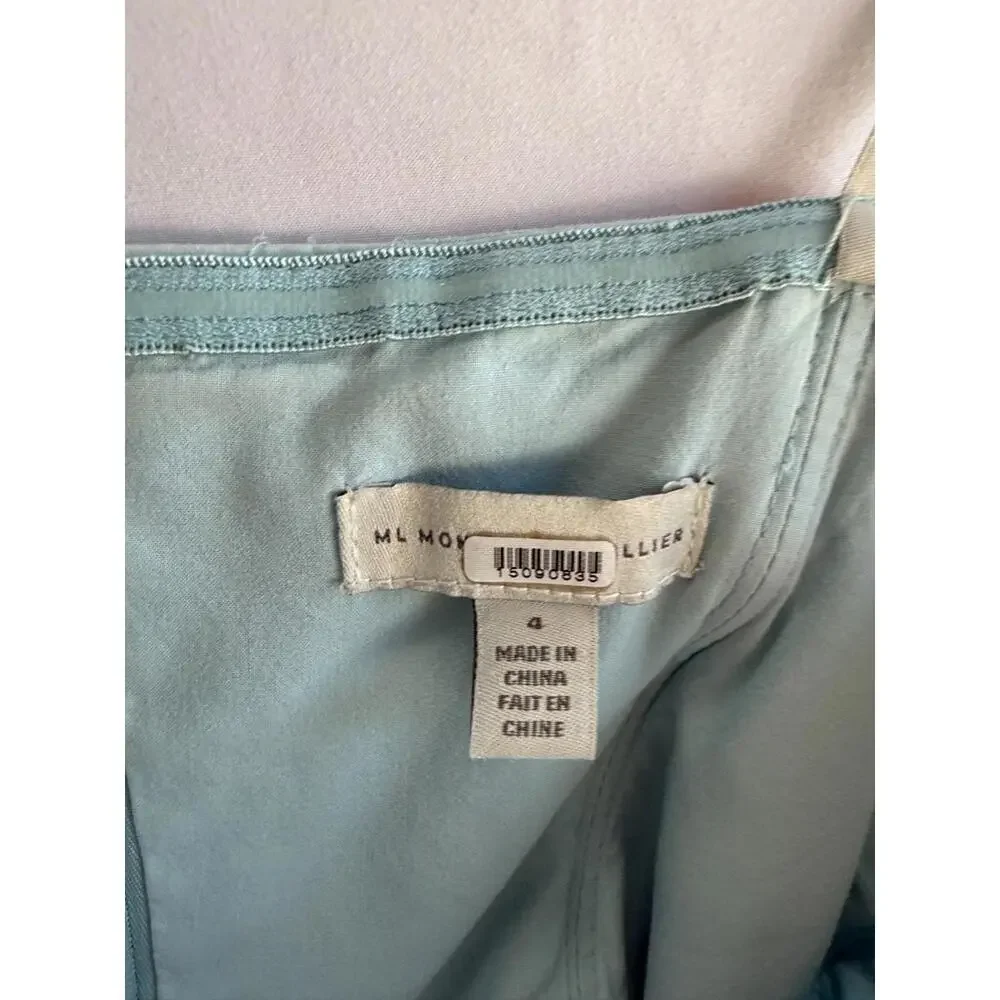 ML MON LLIER
15090835
4
MADE IN
CHINA
FAIT EN
CHINE